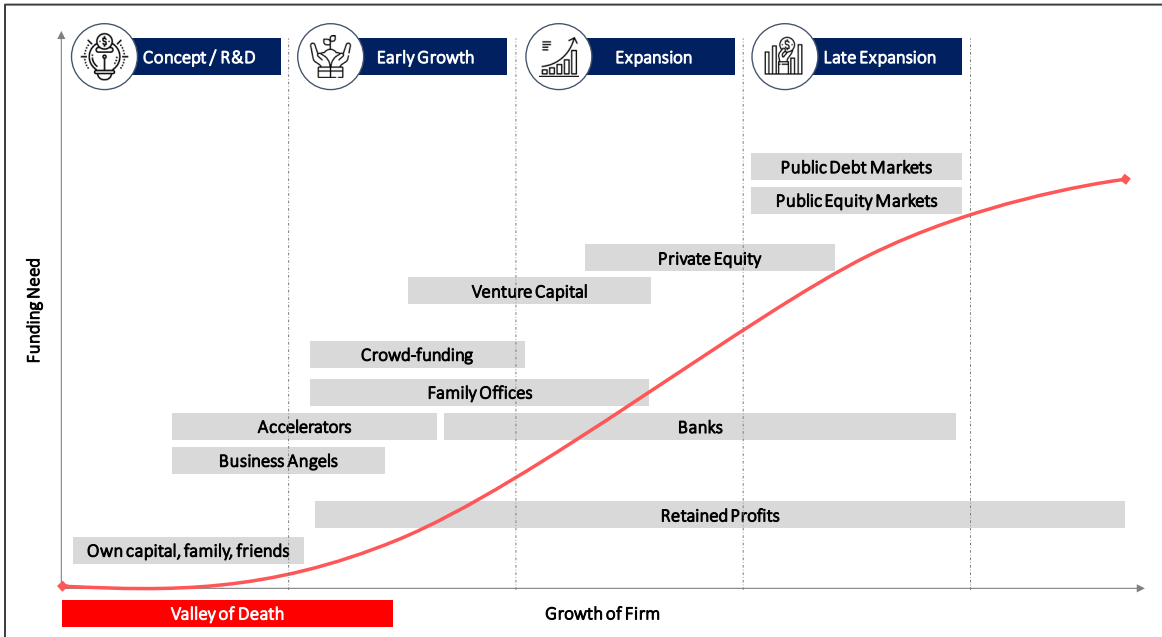 Concept / R&D
Early Growth
Expansion
Late Expansion
Public Debt Markets
Public Equity Markets
Private Equity
Venture Capital
Crowd-funding
Family Offices
Accelerators
Banks
Business Angels
Retained Profits
Own capital, family, friends
Funding Need
Valley of Death
Growth of Firm